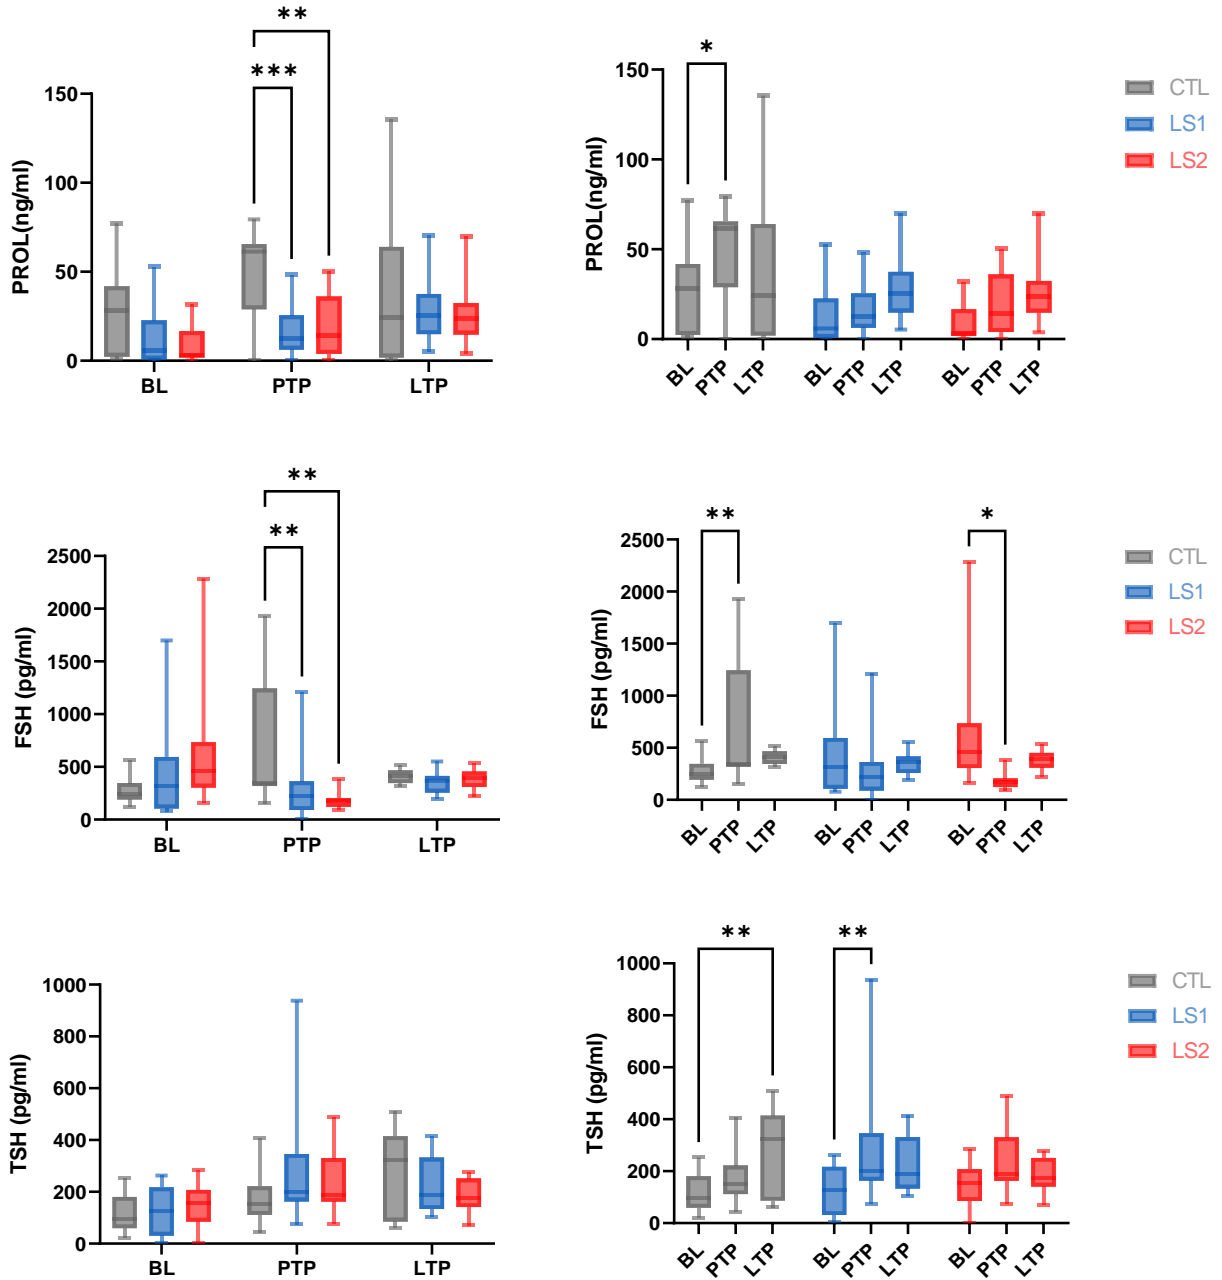 **
***
150
100
50
0
PROL(ng/ml)
BL PTP LTP
*
150
100
50
0
PROL(ng/ml)
BL PTP LTP BL PTP LTP BL PTP LTP
CTL
LS1
LS2
**
**
2500
2000
1500
1000
500
0
FSH (pg/ml)
BL PTP LTP
** *
2500
2000
1500
1000
500
0
FSH (pg/ml)
BL PTP LTP BL PTP LTP BL PTP LTP
CTL
LS1
LS2
1000
800
600
400
200
0
TSH (pg/ml)
BL PTP LTP
** **
1000
800
600
400
200
0
TSH (pg/ml)
BL PTP LTP BL PTP LTP BL PTP LTP
CTL
LS1
LS2